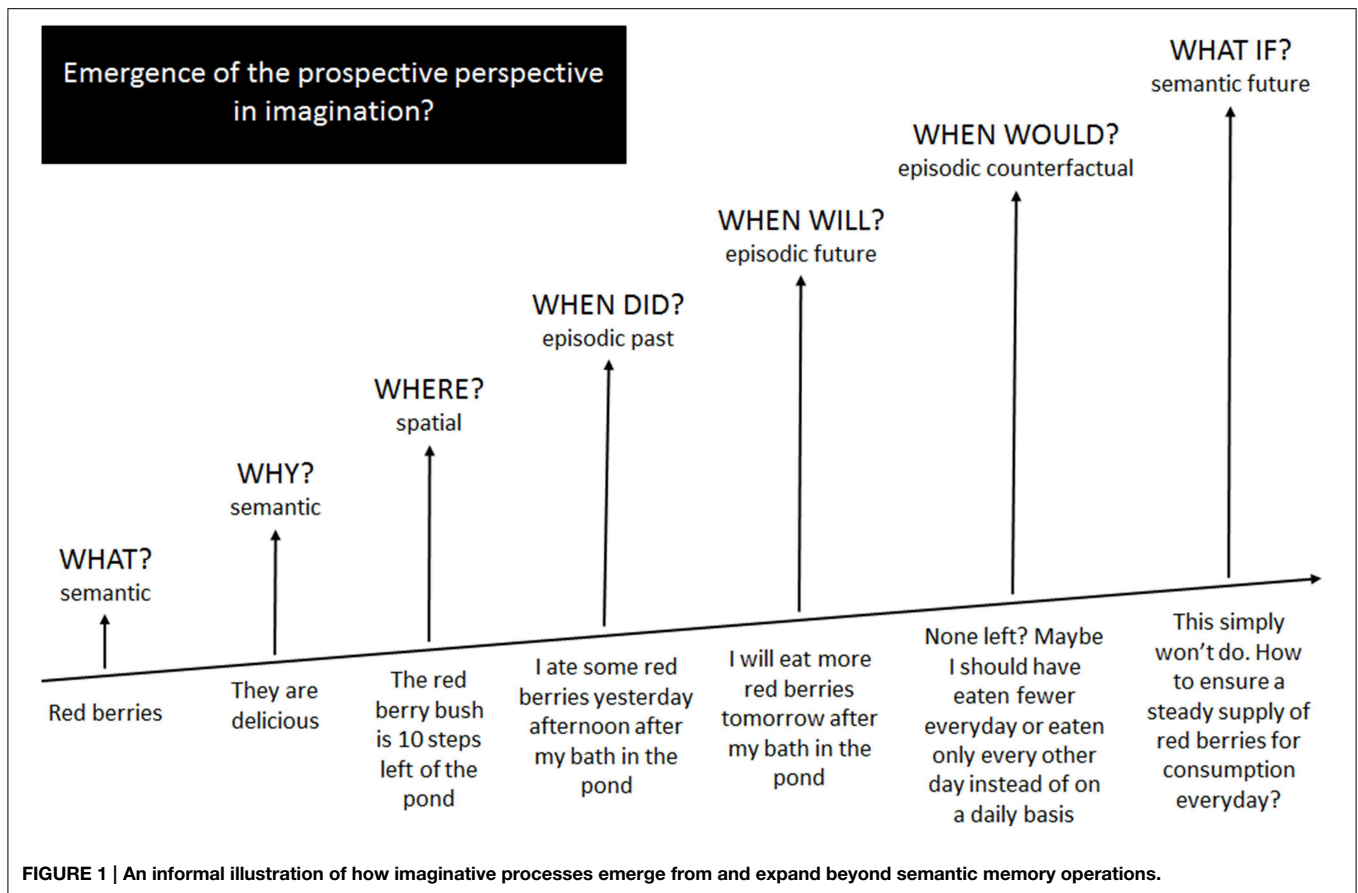 Emergence of the prospective perspective
in imagination?
WHAT?
semantic
Red berries
WHY?
semantic
They are
delicious
WHERE?
spatial
The red
berry bush
is 10 steps
left of the
pond
WHEN DID?
episodic past
I ate some red
berries yesterday
afternoon after
my bath in the
pond
WHEN WILL?
episodic future
I will eat more
red berries
tomorrow after
my bath in the
pond
WHEN WOULD?
episodic counterfactual
None left? Maybe
I should have
eaten fewer
everyday or eaten
only every other
day instead of on
a daily basis
WHAT IF?
semantic future
This simply
won't do. How
to ensure a
steady supply of
red berries for
consumption
everyday?
FIGURE 1 | An informal illustration of how imaginative processes emerge from and expand beyond semantic memory operations.